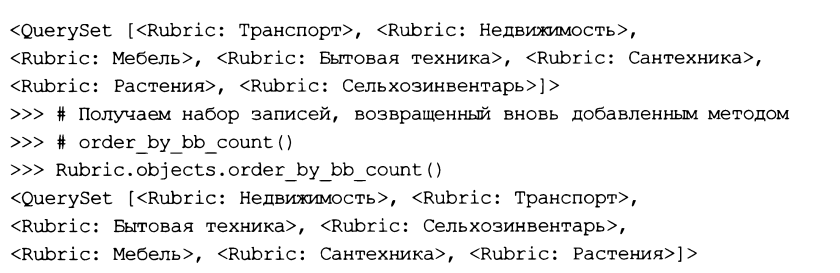 <QuerySet [<Rubric: Транспорт>, <Rubric: Недвижимость>,
<Rubric: Мебель>, <Rubric: Бытовая техника>, <Rubric: Сантехника>,
<Rubric: Растения>, <Rubric: Сельхозинвентарь>]>
>>> # Получаем набор записей, возвращенный вновь добавленным методом
>>> # order_by_bb_count()
>>> Rubric.objects.order_by_bb_count()
<QuerySet [<Rubric: Недвижимость>, <Rubric: Транспорт>,
<Rubric: Бытовая техника>, <Rubric: Сельхозинвентарь>,
<Rubric: Мебель>, <Rubric: Сантехника>, <Rubric: Растения>]>